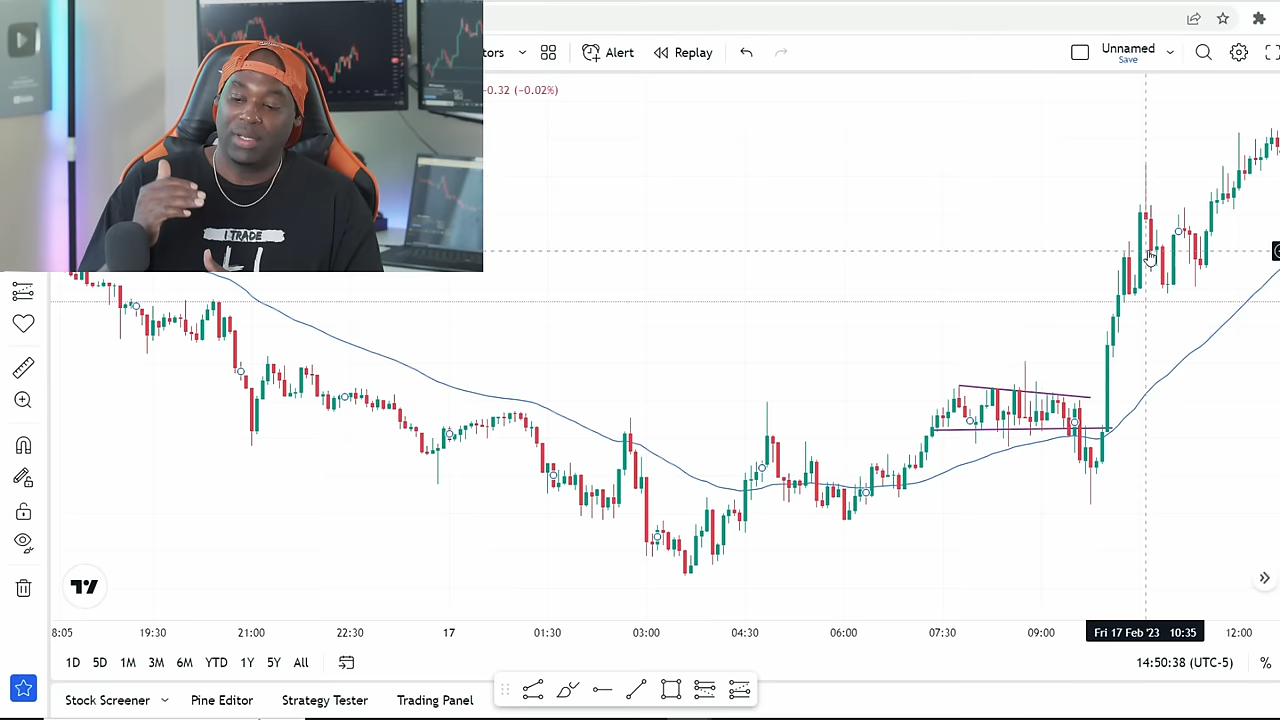 tors
Alert
Replay
Unnamed
Save
-0.32 (-0.02%)
I TRADE
8:05
19:30
21:00
22:30
17
01:30
03:00
04:30
06:00
07:30
09:00
Fri 17 Feb '23 10:35
12:00
1D
5D
1M
3M
6M
YTD
1Y
5Y
All
14:50:38 (UTC-5)
%
Stock Screener
Pine Editor
Strategy Tester
Trading Panel